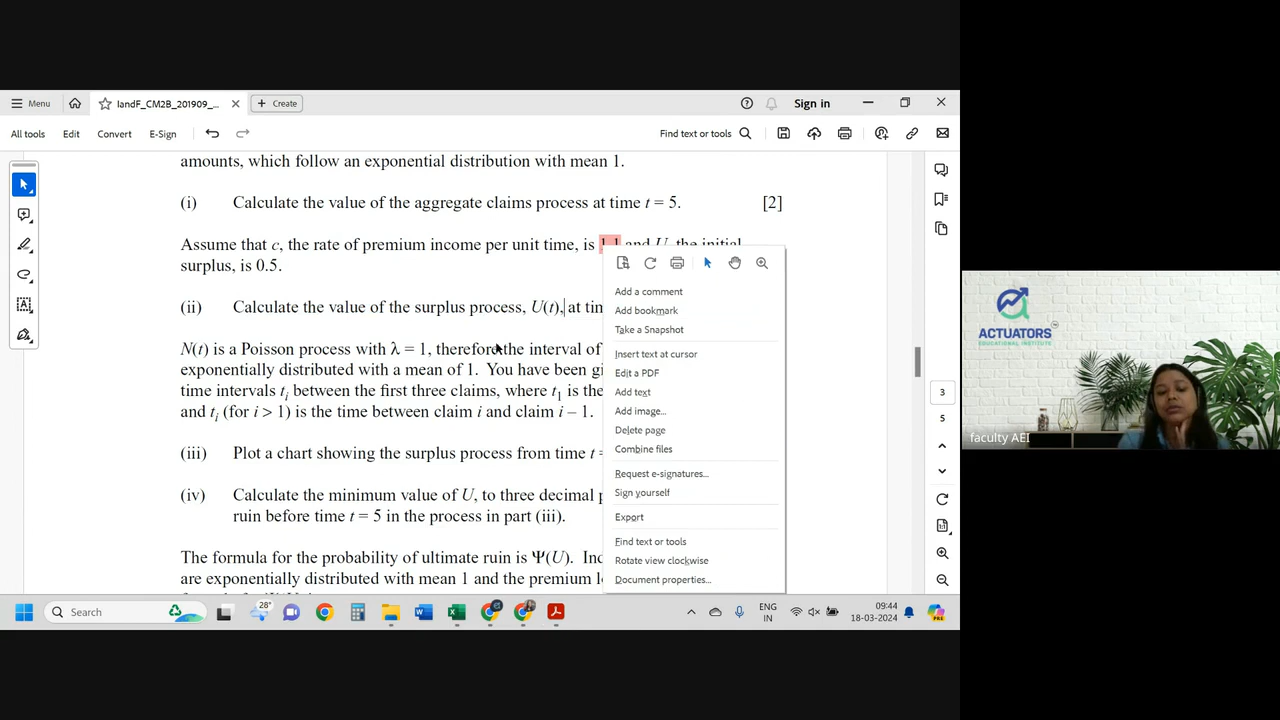 Menu
IandF_CM2B_201909_...
Create
Sign in
All tools
Edit
Convert
E-Sign
Find text or tools
amounts, which follow an exponential distribution with mean 1.
(i) Calculate the value of the aggregate claims process at time t = 5. [2]
Assume that c, the rate of premium income per unit time, is 1.1 and U, the initial
surplus, is 0.5.
(ii) Calculate the value of the surplus process, U(t), at tim
N(t) is a Poisson process with λ = 1, therefore the interval of
exponentially distributed with a mean of 1. You have been gi
time intervals ti between the first three claims, where t1 is the
and ti (for i > 1) is the time between claim i and claim i – 1.
(iii) Plot a chart showing the surplus process from time t =
(iv) Calculate the minimum value of U, to three decimal p
ruin before time t = 5 in the process in part (iii).
The formula for the probability of ultimate ruin is Ψ(U). In
are exponentially distributed with mean 1 and the premium l
Add a comment
Add bookmark
Take a Snapshot
Insert text at cursor
Edit a PDF
Add text
Add image...
Delete page
Combine files
Request e-signatures...
Sign yourself
Export
Find text or tools
Rotate view clockwise
Document properties...
3
5
1:1
ACTUATORS
EDUCATIONAL INSTITUTE
faculty AEI
Search
28°
ENG
IN
09:44
18-03-2024
PRE